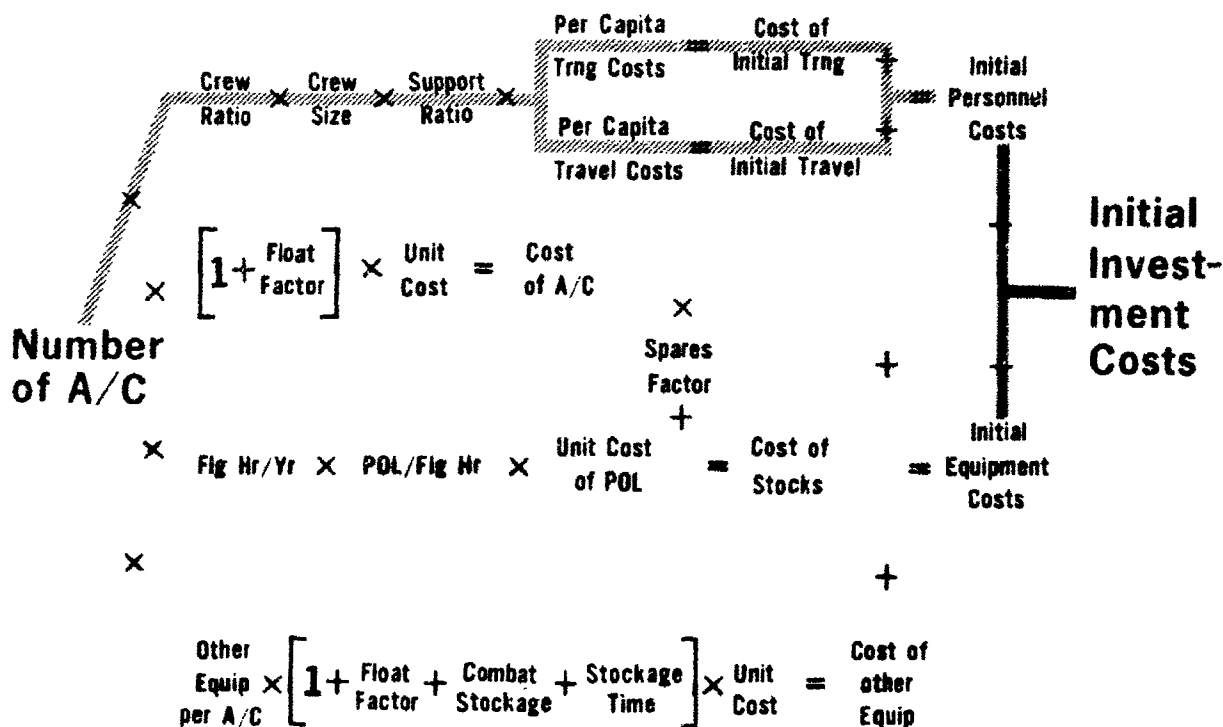 Per Capita = Cost of
Trng Costs Initial Trng +
Crew × Crew × Support ×
Ratio Size Ratio
= Initial
Personnel
Costs
Per Capita = Cost of +
Travel Costs Initial Travel
×
+
Initial
Invest-
ment
Costs
× [1 + Float Factor] × Unit Cost = Cost of A/C
×
Spares
Factor
+
Number
of A/C
+
+
× Flg Hr/Yr × POL/Flg Hr × Unit Cost of POL = Cost of Stocks = Initial Equipment Costs
×
+
Other Equip per A/C × [1 + Float Factor + Combat Stockage + Stockage Time] × Unit Cost = Cost of other Equip